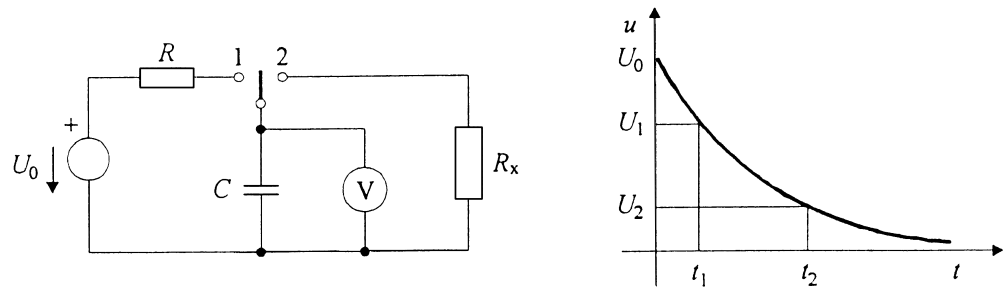 R 1 2
+
U₀ C V Rₓ
u
U₀
U₁
U₂
t₁ t₂ t